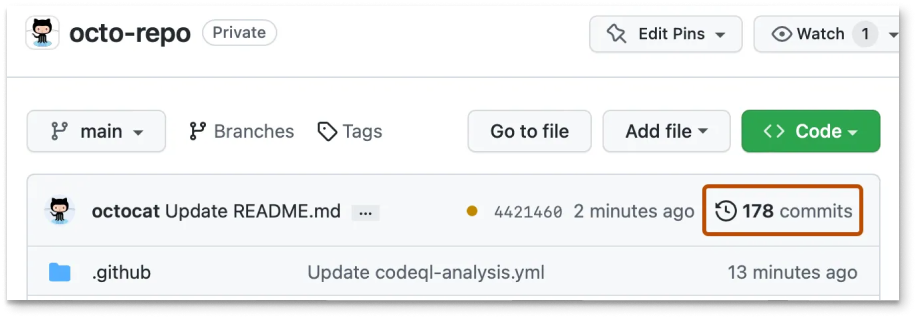 octo-repo Private Edit Pins Watch 1
main Branches Tags Go to file Add file Code
octocat Update README.md ... 4421460 2 minutes ago 178 commits
.github Update codeql-analysis.yml 13 minutes ago